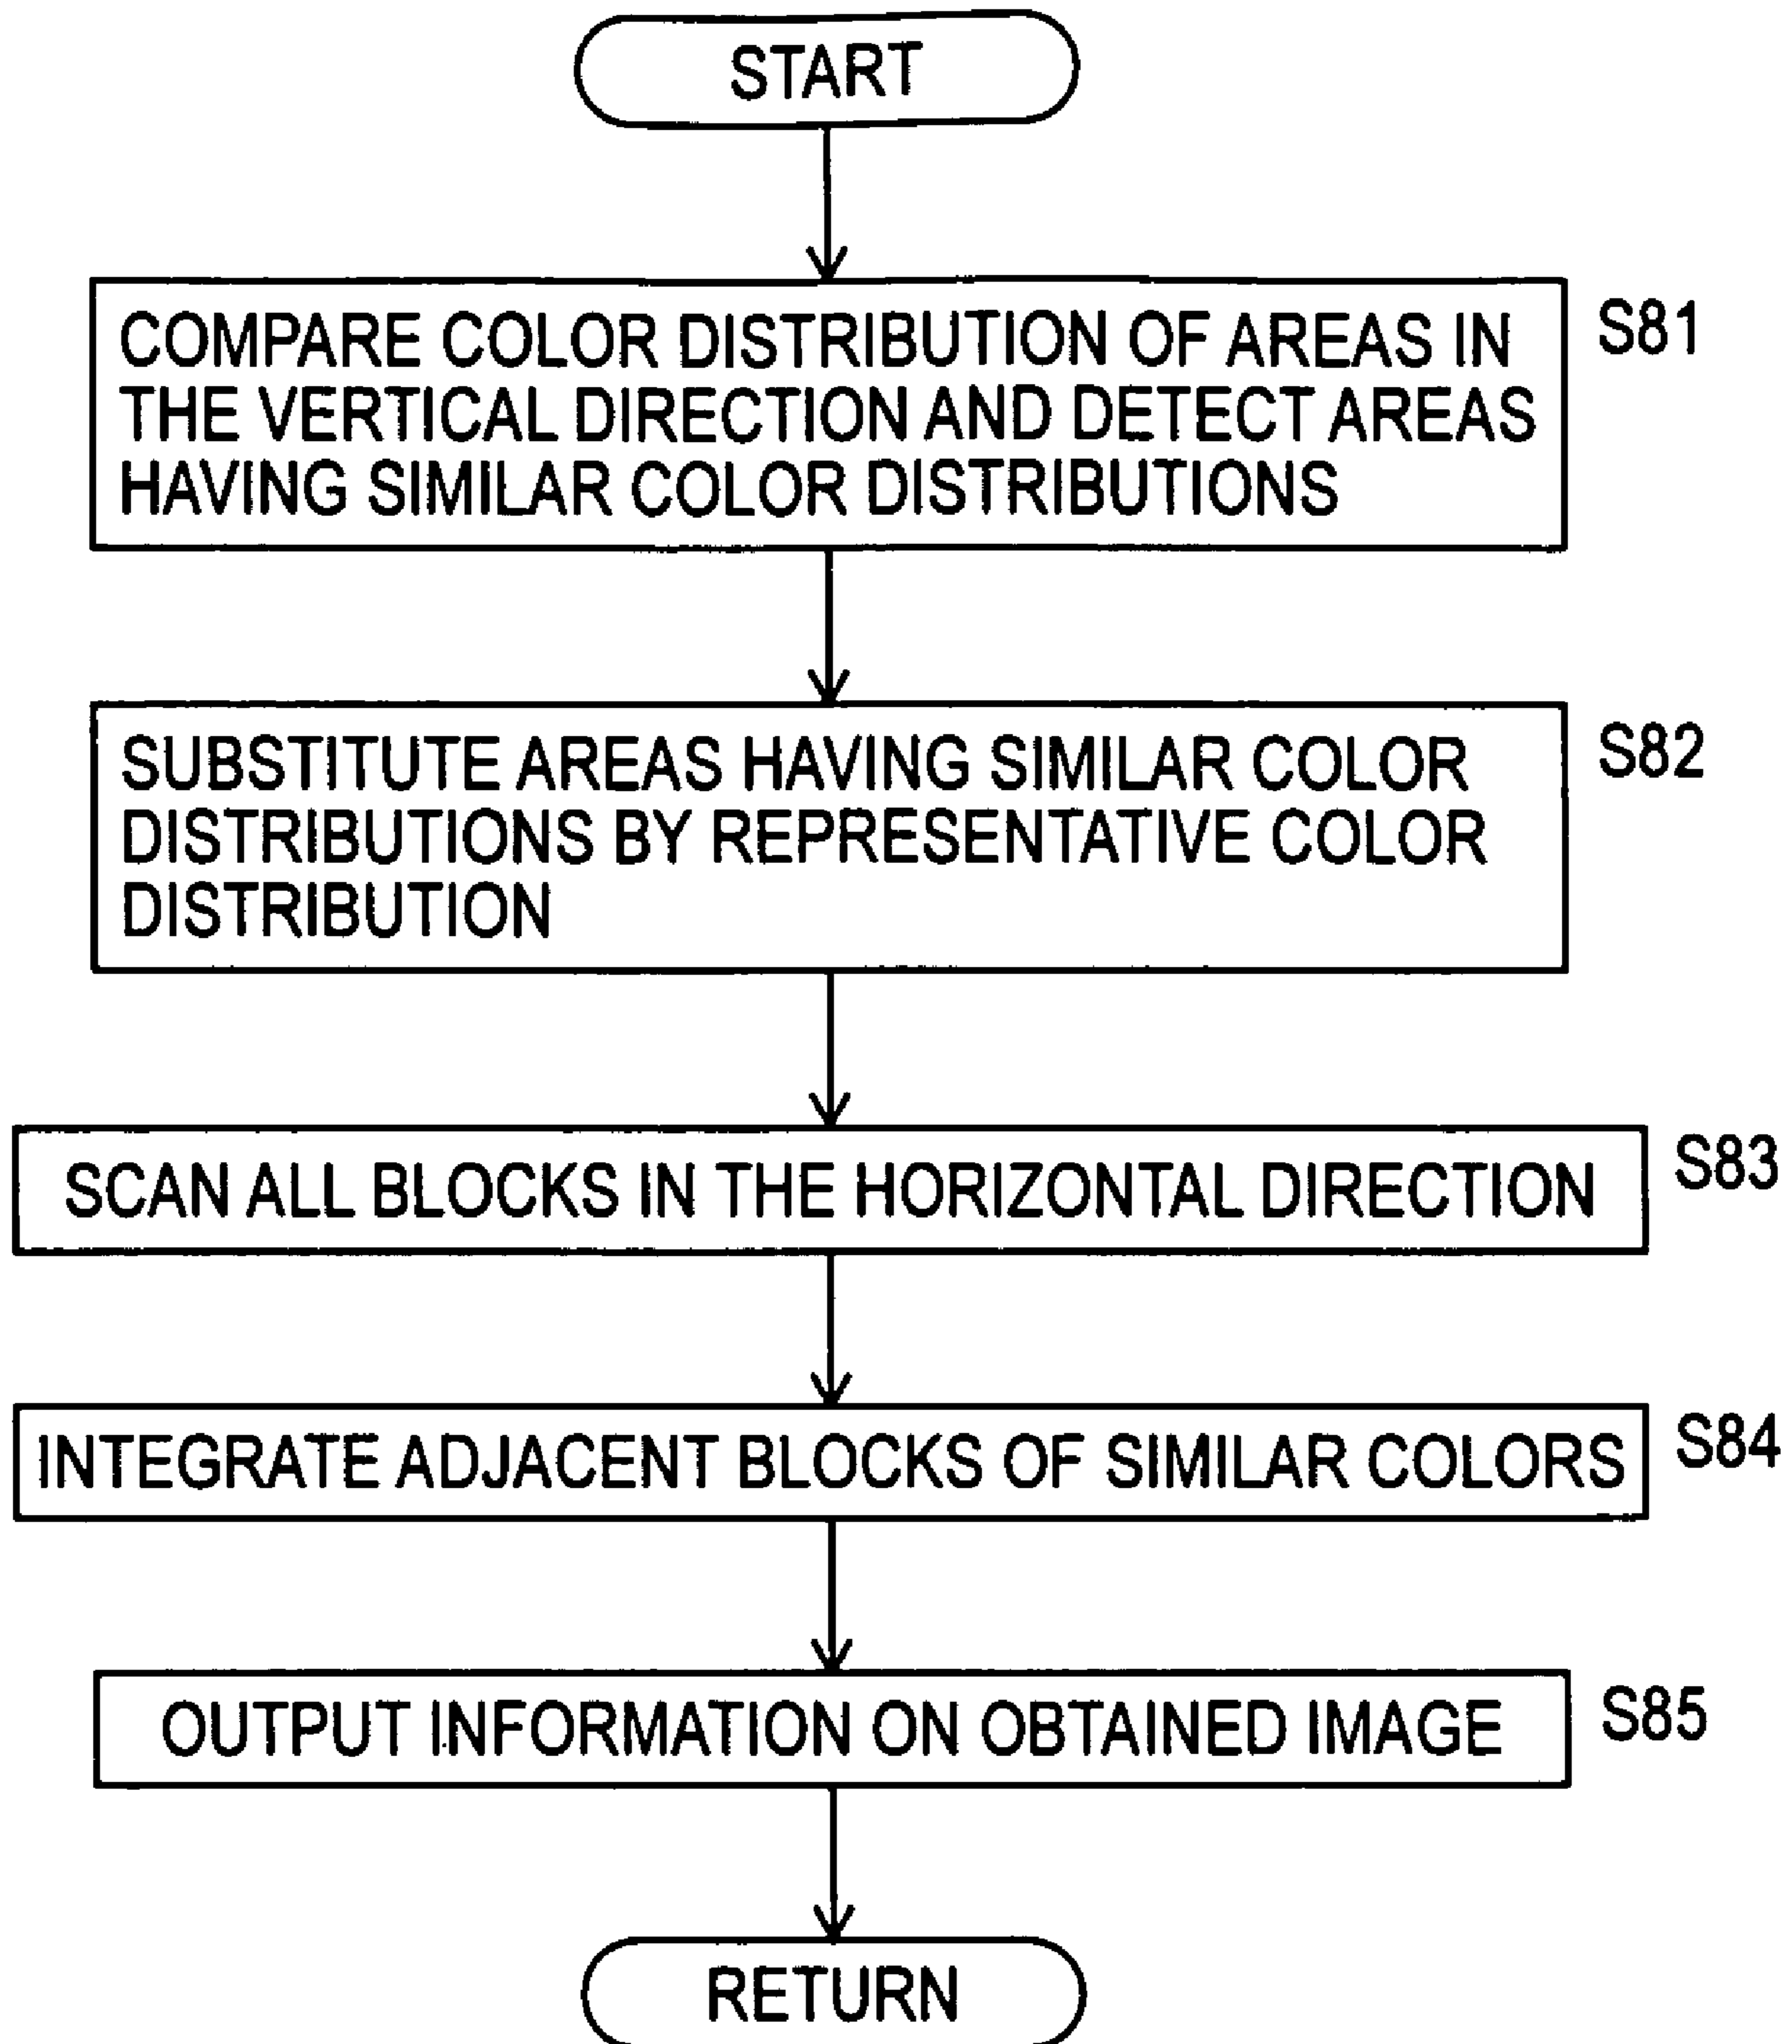 START
COMPARE COLOR DISTRIBUTION OF AREAS IN
THE VERTICAL DIRECTION AND DETECT AREAS
HAVING SIMILAR COLOR DISTRIBUTIONS
S81
SUBSTITUTE AREAS HAVING SIMILAR COLOR
DISTRIBUTIONS BY REPRESENTATIVE COLOR
DISTRIBUTION
S82
SCAN ALL BLOCKS IN THE HORIZONTAL DIRECTION
S83
INTEGRATE ADJACENT BLOCKS OF SIMILAR COLORS
S84
OUTPUT INFORMATION ON OBTAINED IMAGE
S85
RETURN